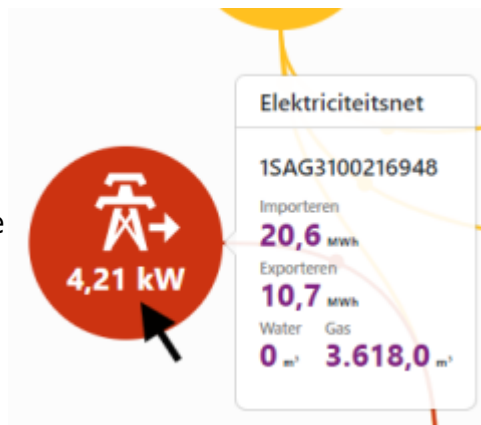 Elektriciteitsnet
1SAG3100216948
Importeren
20,6 MWh
Exporteren
10,7 MWh
Water Gas
0 m³ 3.618,0 m³
e
4,21 kW